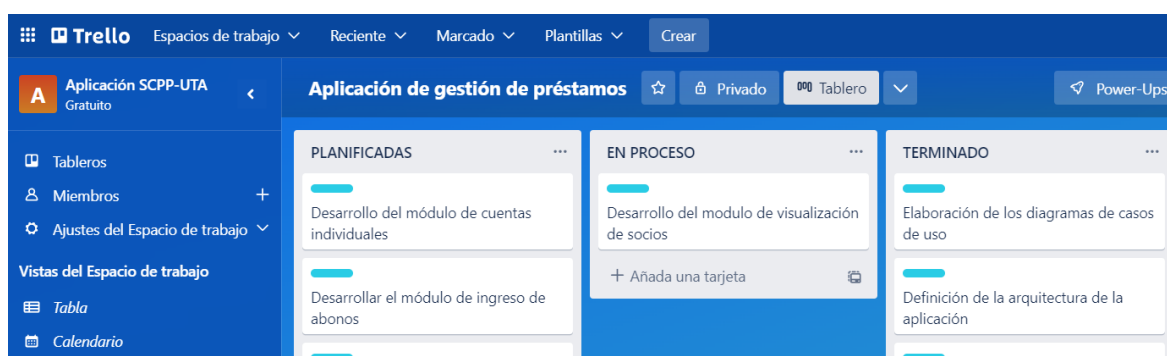 Trello Espacios de trabajo Reciente Marcado Plantillas Crear
A Aplicación SCPP-UTA
Gratuito
Aplicación de gestión de préstamos Privado Tablero Power-Ups
Tableros
Miembros
Ajustes del Espacio de trabajo
Vistas del Espacio de trabajo
Tabla
Calendario
PLANIFICADAS
Desarrollo del módulo de cuentas
individuales
Desarrollar el módulo de ingreso de
abonos
EN PROCESO
Desarrollo del modulo de visualización
de socios
+ Añada una tarjeta
TERMINADO
Elaboración de los diagramas de casos
de uso
Definición de la arquitectura de la
aplicación